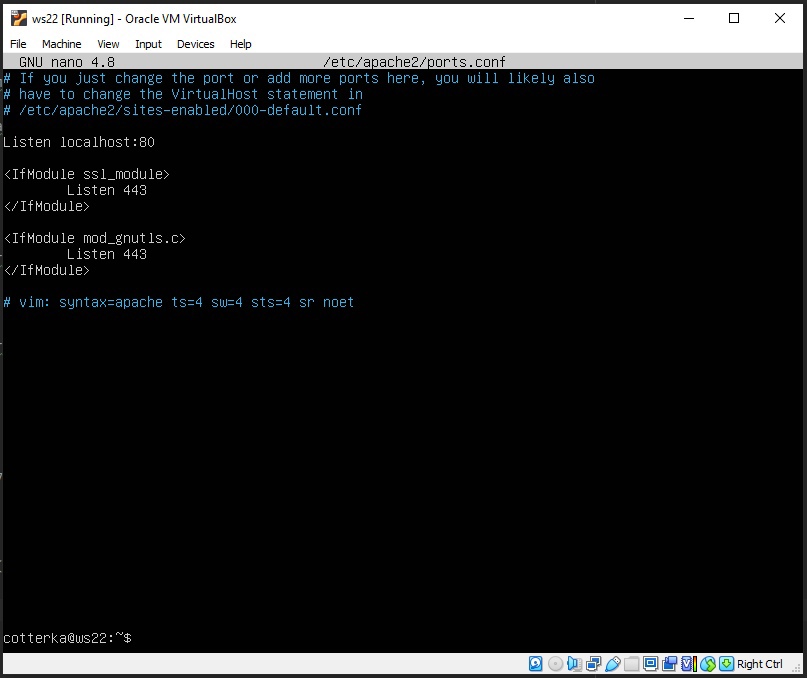 ws22 [Running] - Oracle VM VirtualBox
File Machine View Input Devices Help
GNU nano 4.8 /etc/apache2/ports.conf
# If you just change the port or add more ports here, you will likely also
# have to change the VirtualHost statement in
# /etc/apache2/sites-enabled/000-default.conf
Listen localhost:80
<IfModule ssl_module>
Listen 443
</IfModule>
<IfModule mod_gnutls.c>
Listen 443
</IfModule>
# vim: syntax=apache ts=4 sw=4 sts=4 sr noet
cotterka@ws22:~$
Right Ctrl